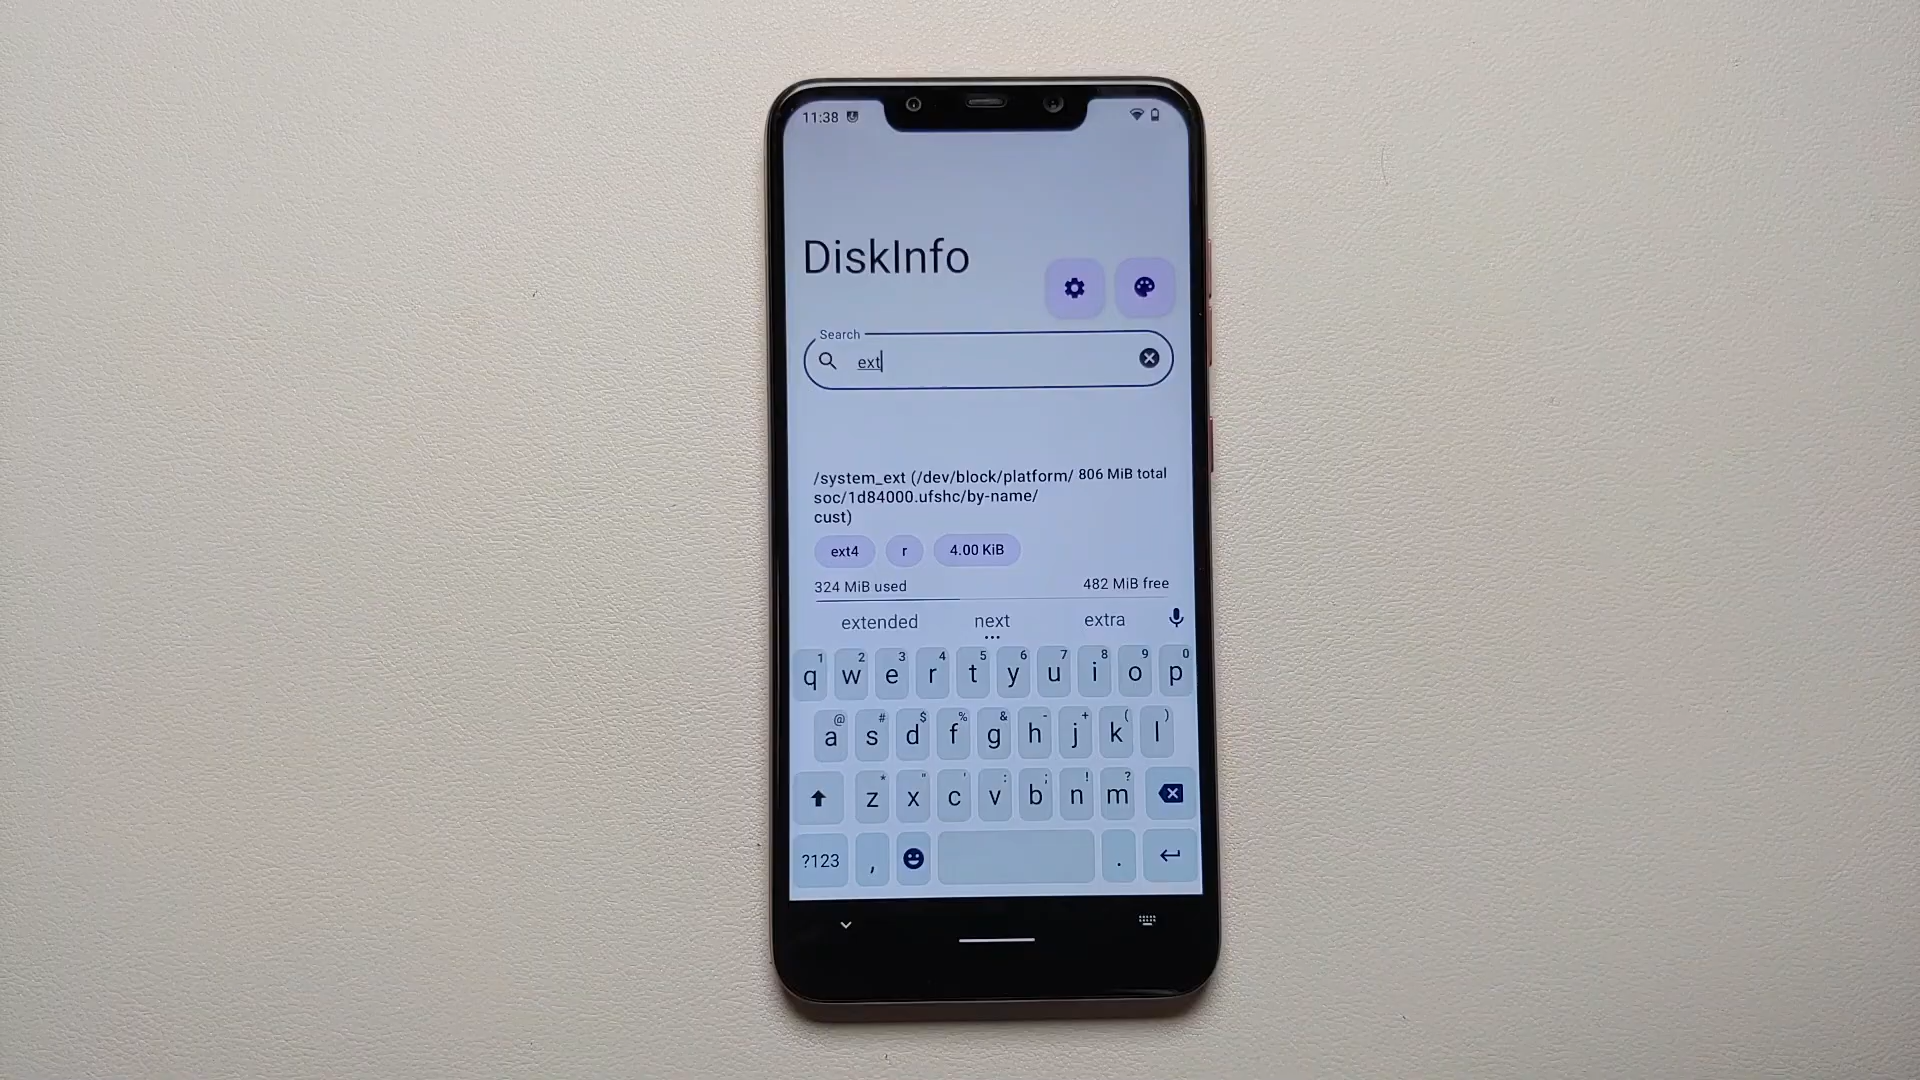 11:38
DiskInfo
Search
ext
/system_ext (/dev/block/platform/ 806 MiB total
soc/1d84000.ufshc/by-name/
cust)
ext4 r 4.00 KiB
324 MiB used 482 MiB free
extended next extra
1 2 3 4 5 6 7 8 9 0
q w e r t y u i o p
@ # $ % & - + ( )
a s d f g h j k l
* " ' : ; ! ?
z x c v b n m
?123 , .